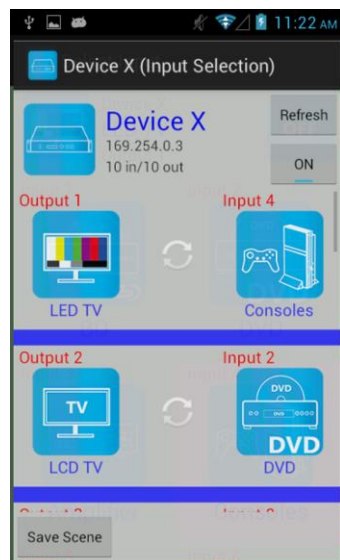 11:22 AM
Device X (Input Selection)
Device X
Refresh
169.254.0.3
10 in/10 out
ON
Output 1
Input 4
LED TV
Consoles
Output 2
Input 2
TV
DVD
DVD
LCD TV
DVD
Save Scene